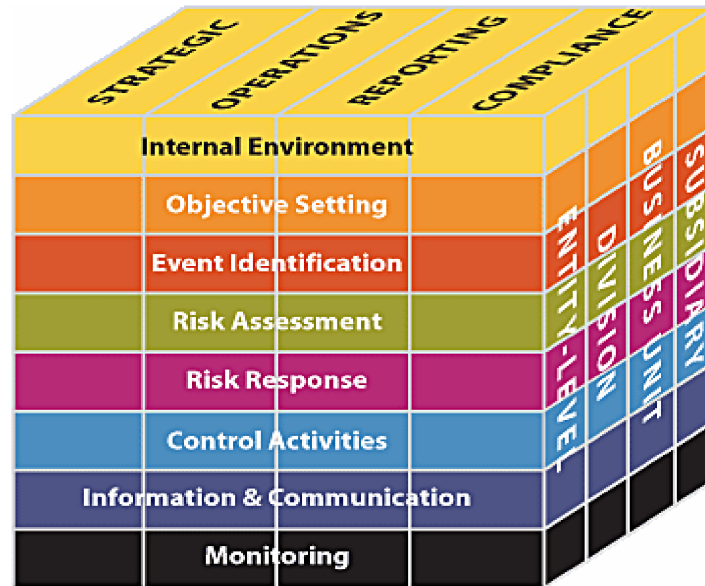 STRATEGIC
OPERATIONS
REPORTING
COMPLIANCE
Internal Environment
Objective Setting
Event Identification
Risk Assessment
Risk Response
Control Activities
Information & Communication
Monitoring
ENTITY-LEVEL
DIVISION
BUSINESS UNIT
SUBSIDIARY